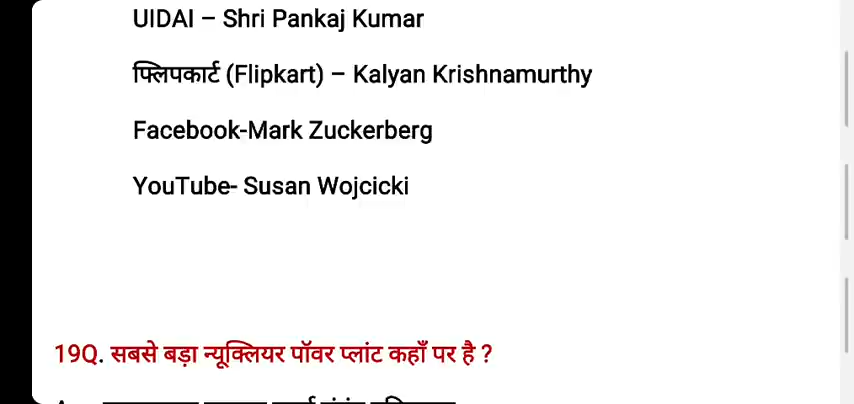 UIDAI – Shri Pankaj Kumar
फ्लिपकार्ट (Flipkart) – Kalyan Krishnamurthy
Facebook-Mark Zuckerberg
YouTube- Susan Wojcicki
19Q. सबसे बड़ा न्यूक्लियर पॉवर प्लांट कहाँ पर है ?